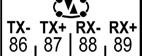 TX- TX+ RX- RX+
86 87 88 89